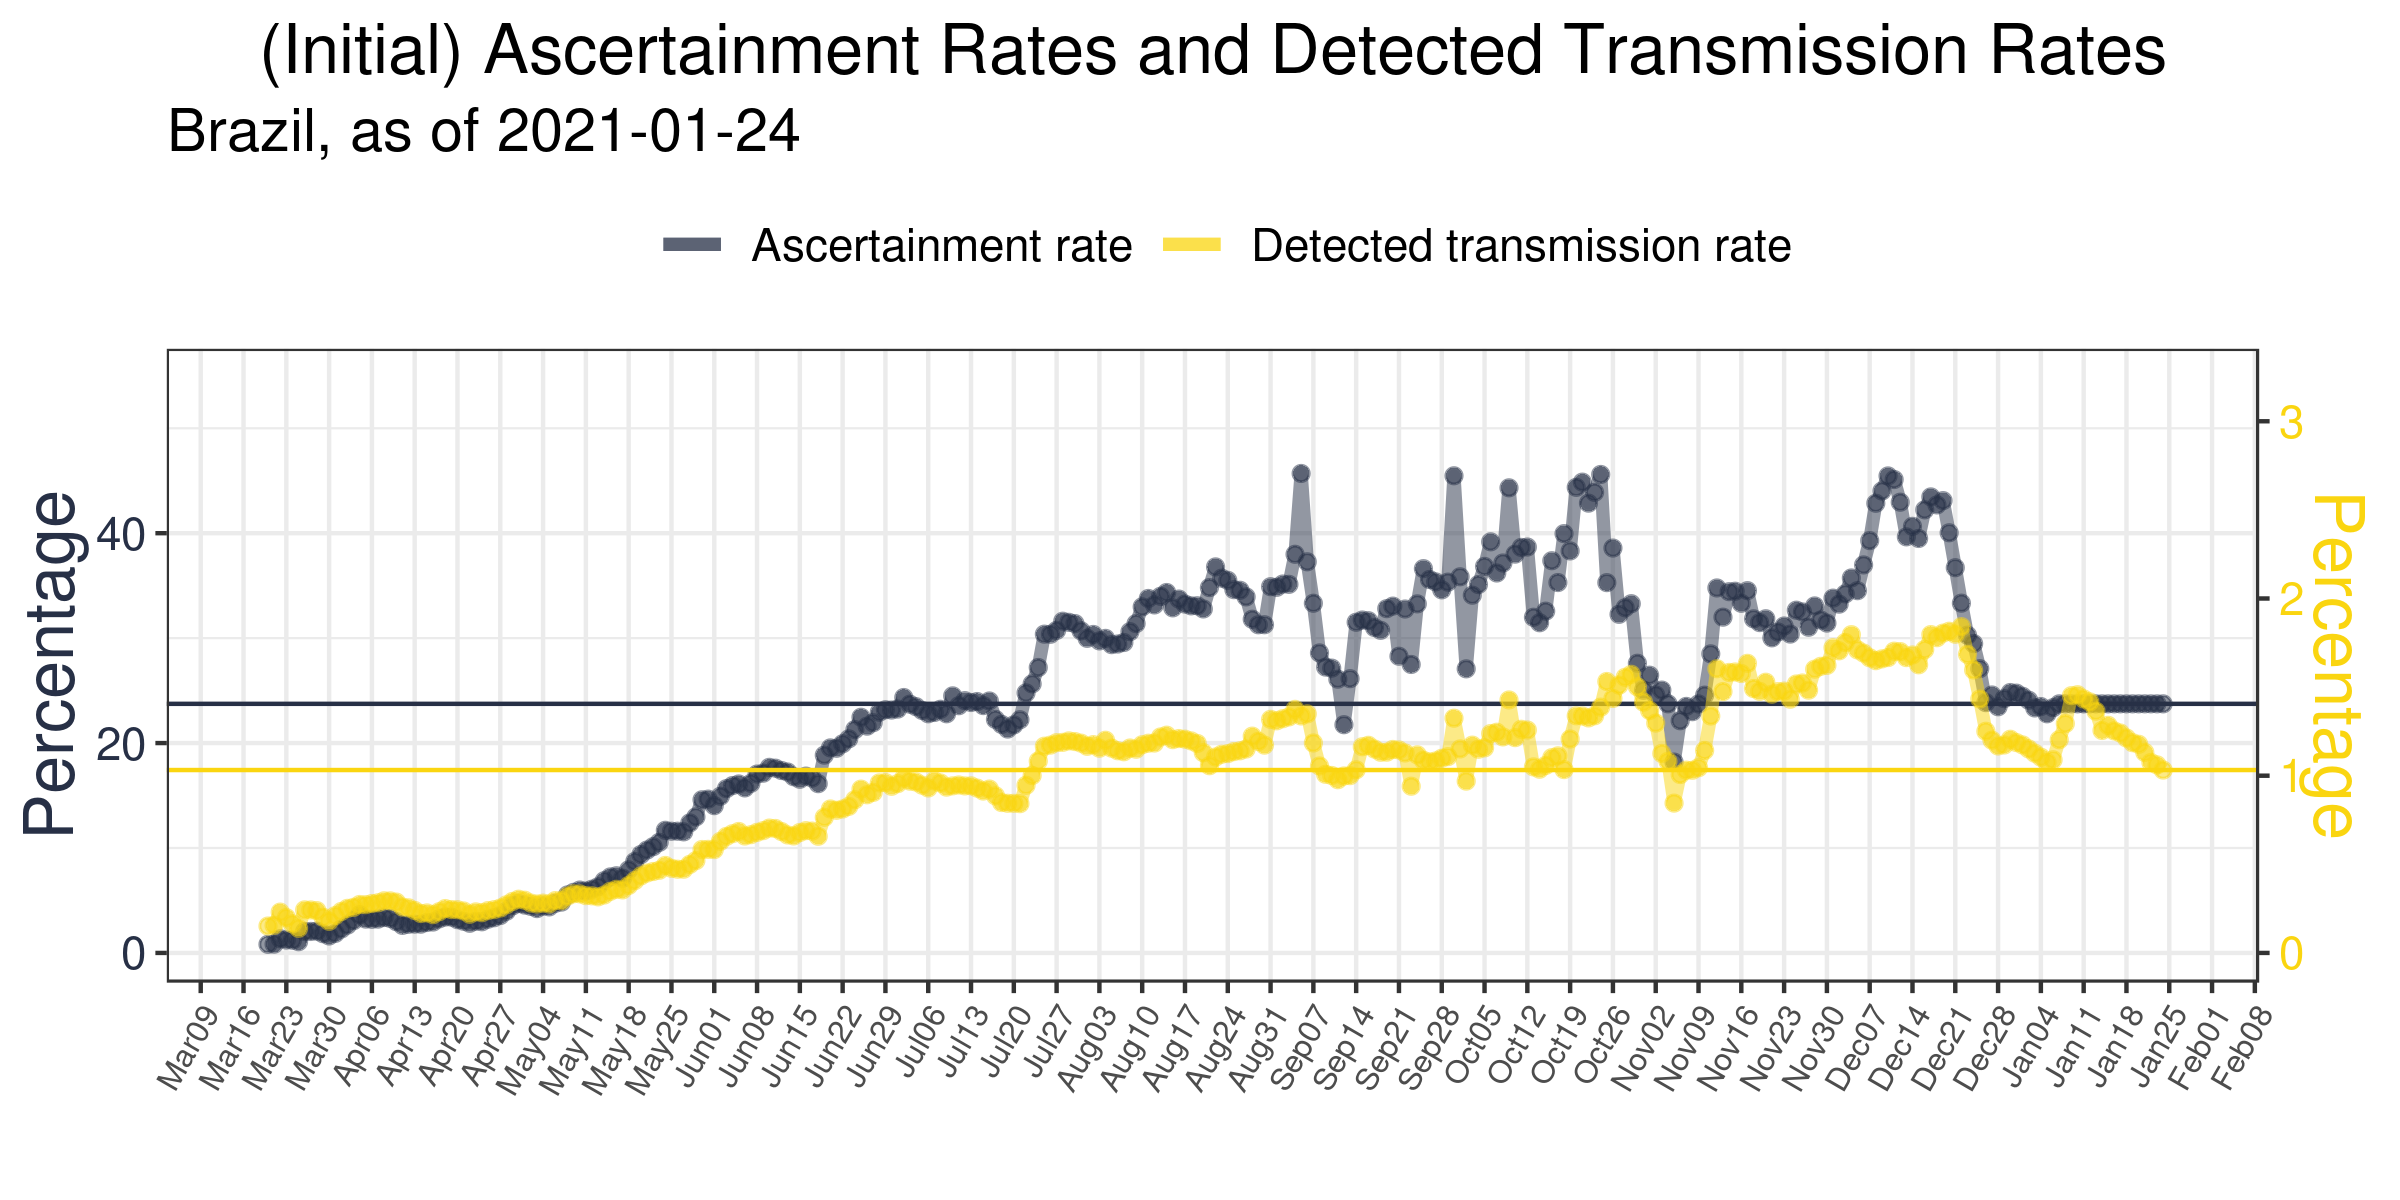 (Initial) Ascertainment Rates and Detected Transmission Rates
Brazil, as of 2021-01-24
Ascertainment rate Detected transmission rate
Percentage
40
20
0
3
2
1
0
Percentage
Mar09 Mar16 Mar23 Mar30 Apr06 Apr13 Apr20 Apr27 May04 May11 May18 May25 Jun01 Jun08 Jun15 Jun22 Jun29 Jul06 Jul13 Jul20 Jul27 Aug03 Aug10 Aug17 Aug24 Aug31 Sep07 Sep14 Sep21 Sep28 Oct05 Oct12 Oct19 Oct26 Nov02 Nov09 Nov16 Nov23 Nov30 Dec07 Dec14 Dec21 Dec28 Jan04 Jan11 Jan18 Jan25 Feb01 Feb08